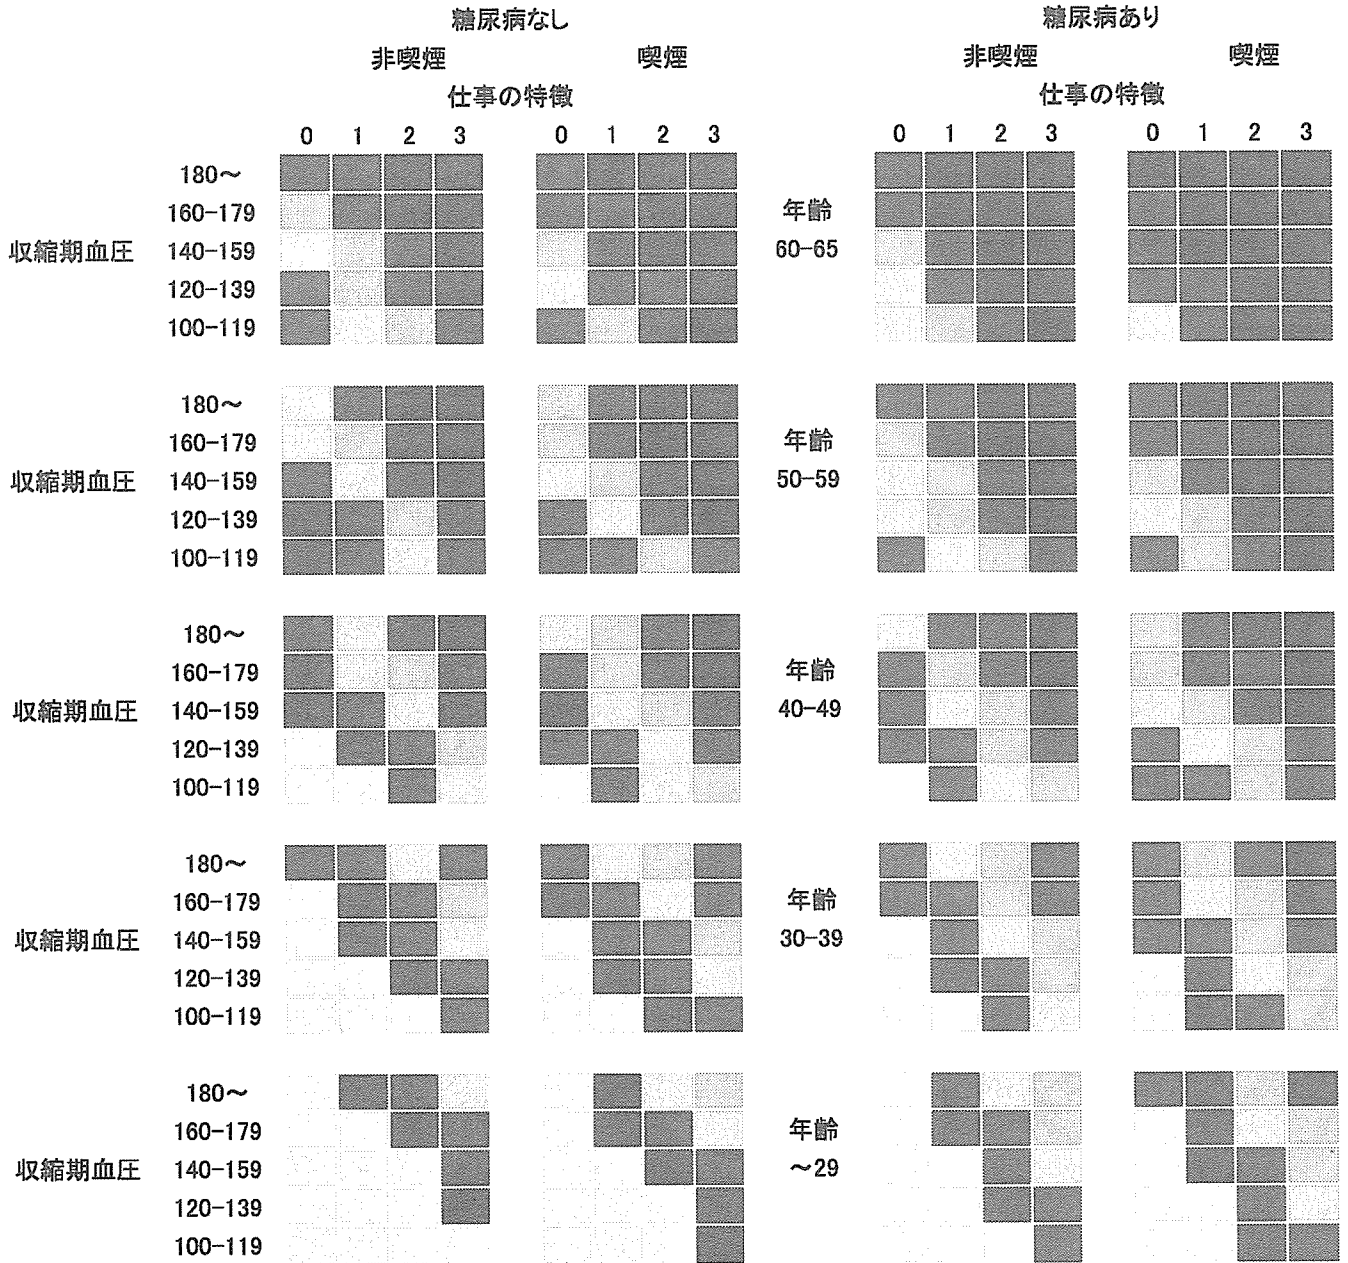 糖尿病なし 糖尿病あり
非喫煙 喫煙 非喫煙 喫煙
仕事の特徴 仕事の特徴
0 1 2 3 0 1 2 3 0 1 2 3 0 1 2 3
180～
160-179 年齢
収縮期血圧 140-159 60-65
120-139
100-119
180～
160-179 年齢
収縮期血圧 140-159 50-59
120-139
100-119
180～
160-179 年齢
収縮期血圧 140-159 40-49
120-139
100-119
180～
160-179 年齢
収縮期血圧 140-159 30-39
120-139
100-119
180～
160-179 年齢
収縮期血圧 140-159 ～29
120-139
100-119